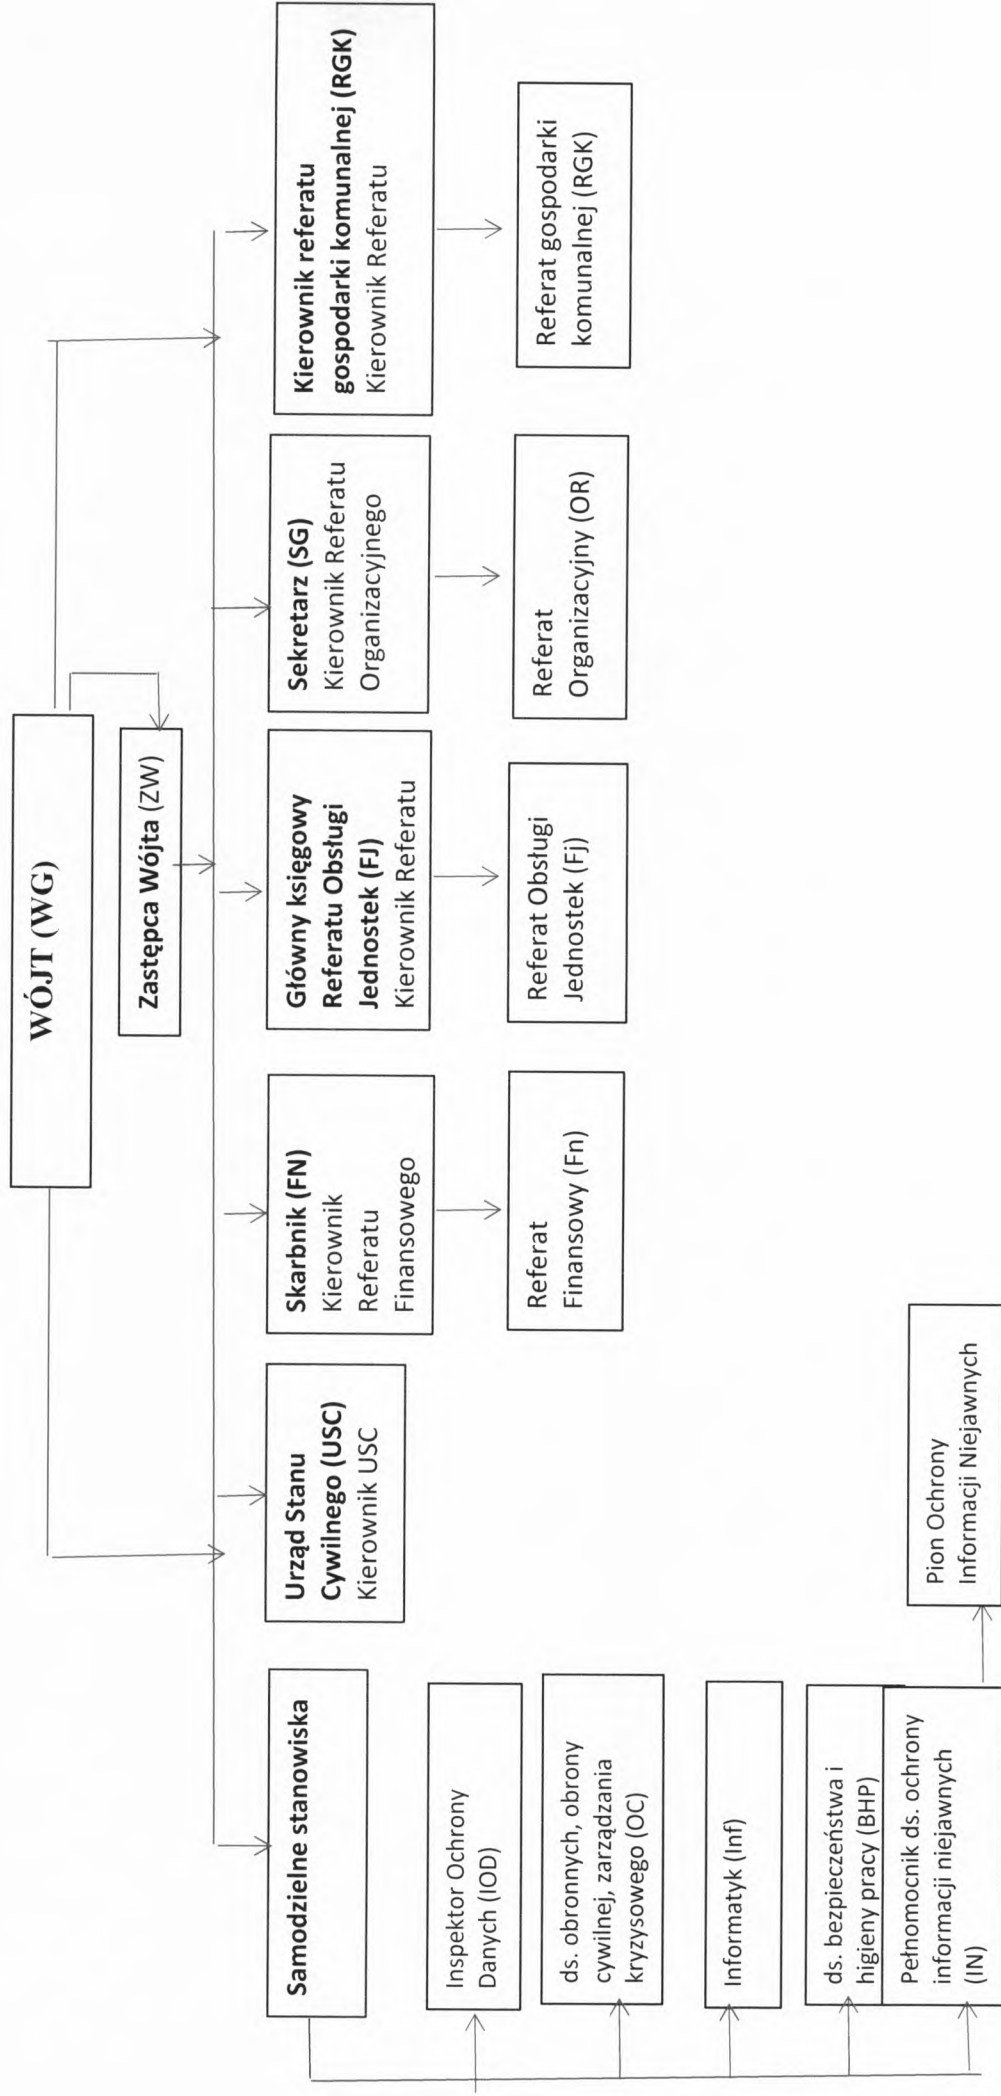 WÓJT (WG)
Zastępca Wójta (ZW)
Samodzielne stanowiska
Urząd Stanu
Cywilnego (USC)
Kierownik USC
Skarbnik (FN)
Kierownik
Referatu
Finansowego
Główny księgowy
Referatu Obsługi
Jednostek (FJ)
Kierownik Referatu
Sekretarz (SG)
Kierownik Referatu
Organizacyjnego
Kierownik referatu
gospodarki komunalnej (RGK)
Kierownik Referatu
Inspektor Ochrony
Danych (IOD)
ds. obronnych, obrony
cywilnej, zarządzania
kryzysowego (OC)
Informatyk (Inf)
ds. bezpieczeństwa i
higieny pracy (BHP)
Pełnomocnik ds. ochrony
informacji niejawnych
(IN)
Pion Ochrony
Informacji Niejawnych
Referat
Finansowy (Fn)
Referat Obsługi
Jednostek (Fj)
Referat
Organizacyjny (OR)
Referat gospodarki
komunalnej (RGK)